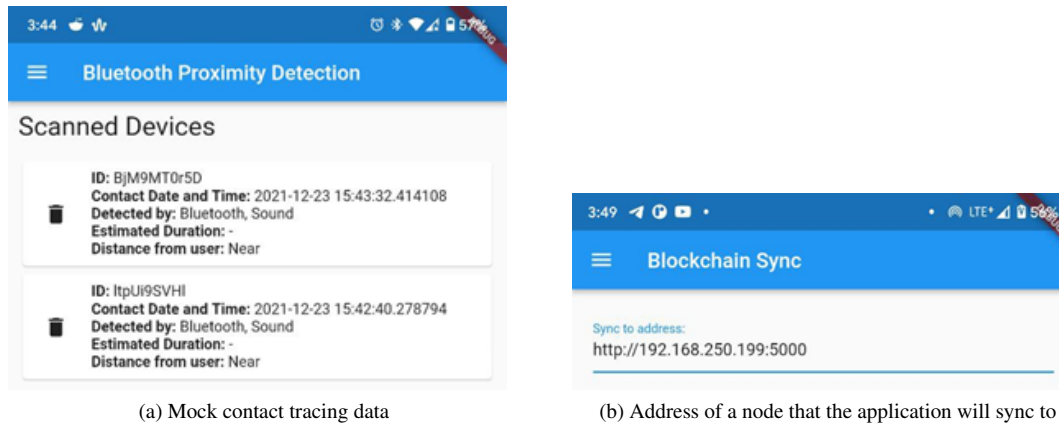 3:44
57%
Bluetooth Proximity Detection
Scanned Devices
ID: BjM9MT0r5D
Contact Date and Time: 2021-12-23 15:43:32.414108
Detected by: Bluetooth, Sound
Estimated Duration: -
Distance from user: Near
ID: ltpUi9SVHl
Contact Date and Time: 2021-12-23 15:42:40.278794
Detected by: Bluetooth, Sound
Estimated Duration: -
Distance from user: Near
(a) Mock contact tracing data
3:49
LTE+ 56%
Blockchain Sync
Sync to address:
http://192.168.250.199:5000
(b) Address of a node that the application will sync to